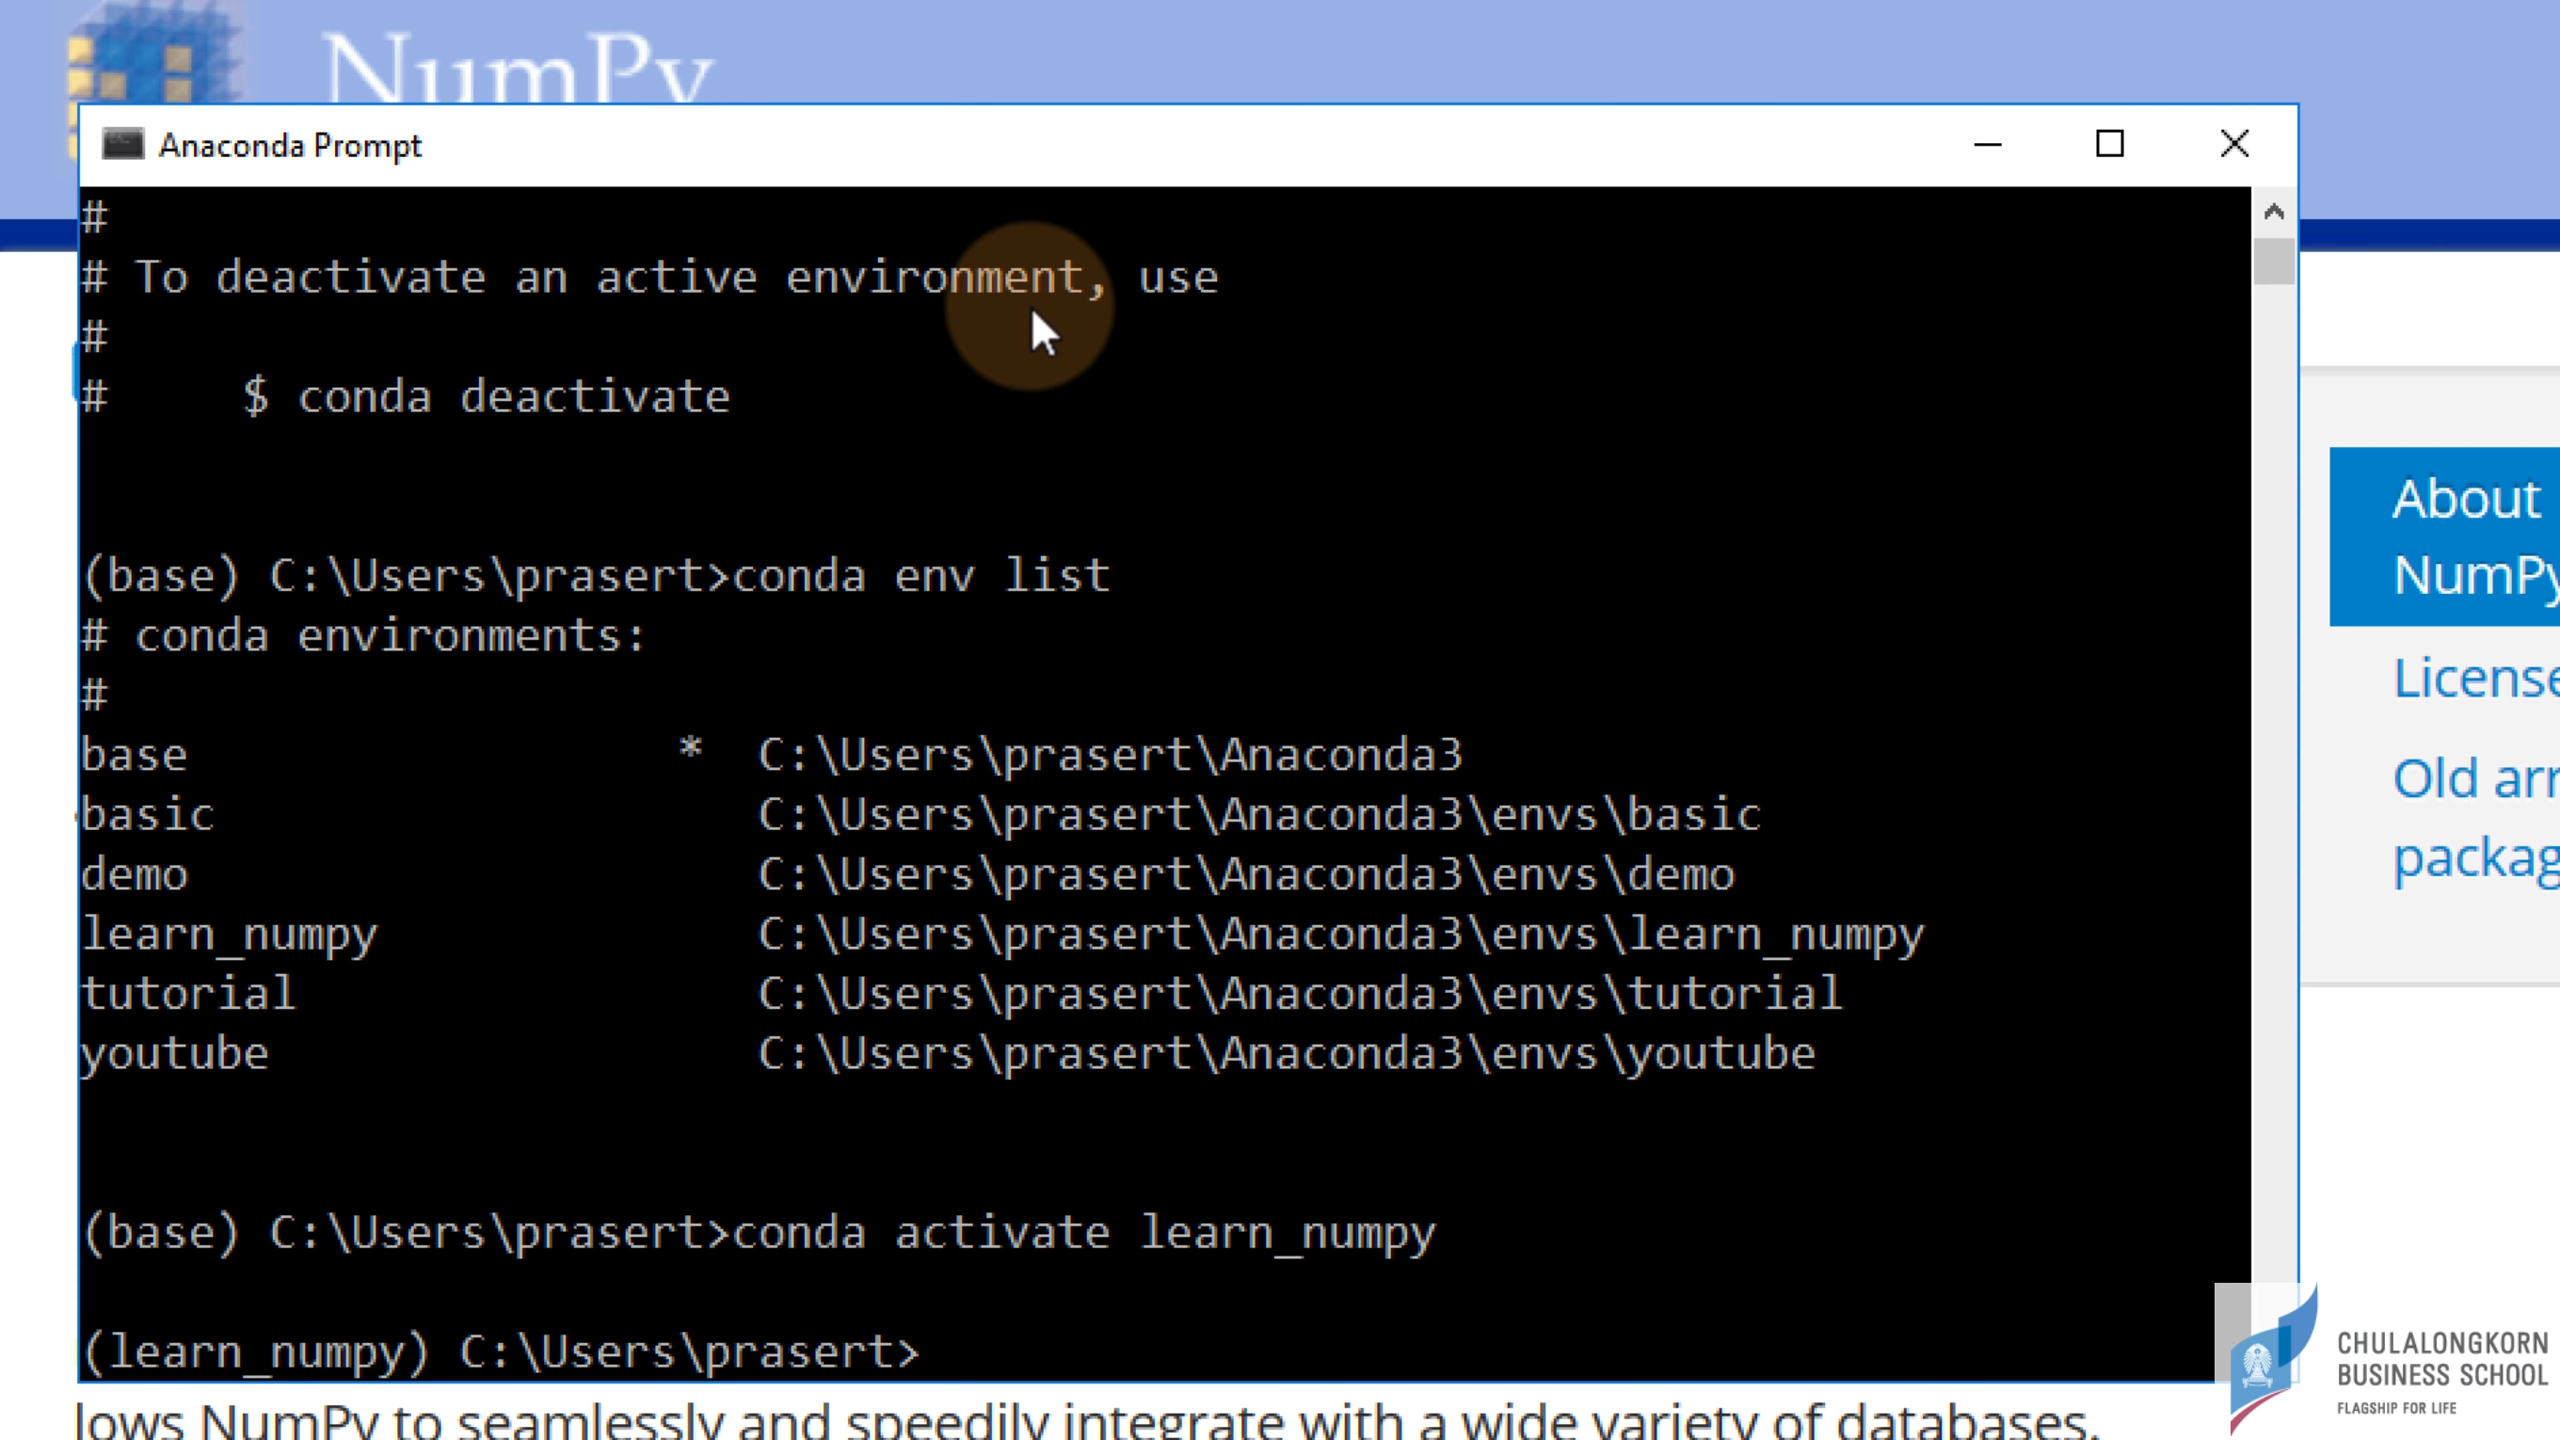 NumPy
Anaconda Prompt
#
# To deactivate an active environment, use
#
#     $ conda deactivate
(base) C:\Users\prasert>conda env list
# conda environments:
#
base                  *  C:\Users\prasert\Anaconda3
basic                    C:\Users\prasert\Anaconda3\envs\basic
demo                     C:\Users\prasert\Anaconda3\envs\demo
learn_numpy              C:\Users\prasert\Anaconda3\envs\learn_numpy
tutorial                 C:\Users\prasert\Anaconda3\envs\tutorial
youtube                  C:\Users\prasert\Anaconda3\envs\youtube
(base) C:\Users\prasert>conda activate learn_numpy
(learn_numpy) C:\Users\prasert>
About
NumPy
License
Old arr
packag
CHULALONGKORN
BUSINESS SCHOOL
FLAGSHIP FOR LIFE
lows NumPy to seamlessly and speedily integrate with a wide variety of databases.